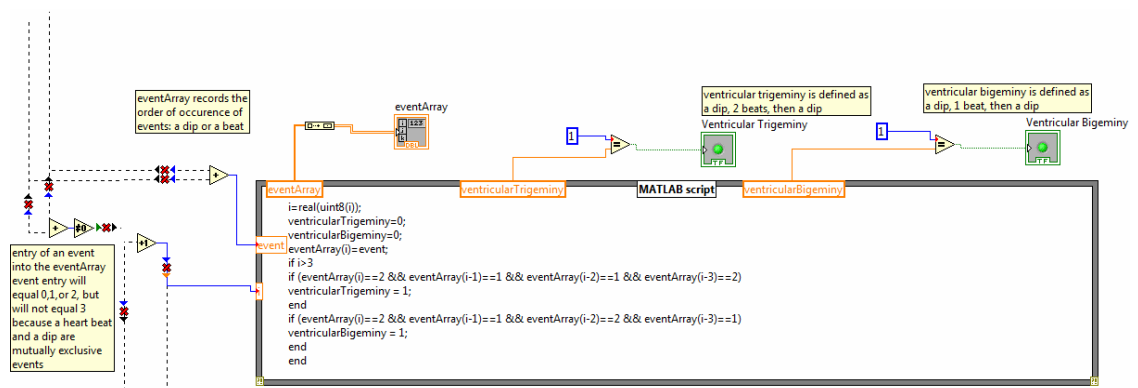 eventArray records the
order of occurence of
events: a dip or a beat
eventArray
123
DBL
ventricular trigeminy is defined as
a dip, 2 beats, then a dip
Ventricular Trigeminy
1
=
TF
ventricular bigeminy is defined as
a dip, 1 beat, then a dip
Ventricular Bigeminy
1
=
TF
+
+
≠0
+1
entry of an event
into the eventArray
event entry will
equal 0,1,or 2, but
will not equal 3
because a heart beat
and a dip are
mutually exclusive
events
eventArray
ventricularTrigeminy
MATLAB script
ventricularBigeminy
event
i
i=real(uint8(i));
ventricularTrigeminy=0;
ventricularBigeminy=0;
eventArray(i)=event;
if i>3
if (eventArray(i)==2 && eventArray(i-1)==1 && eventArray(i-2)==1 && eventArray(i-3)==2)
ventricularTrigeminy = 1;
end
if (eventArray(i)==2 && eventArray(i-1)==1 && eventArray(i-2)==2 && eventArray(i-3)==1)
ventricularBigeminy = 1;
end
end